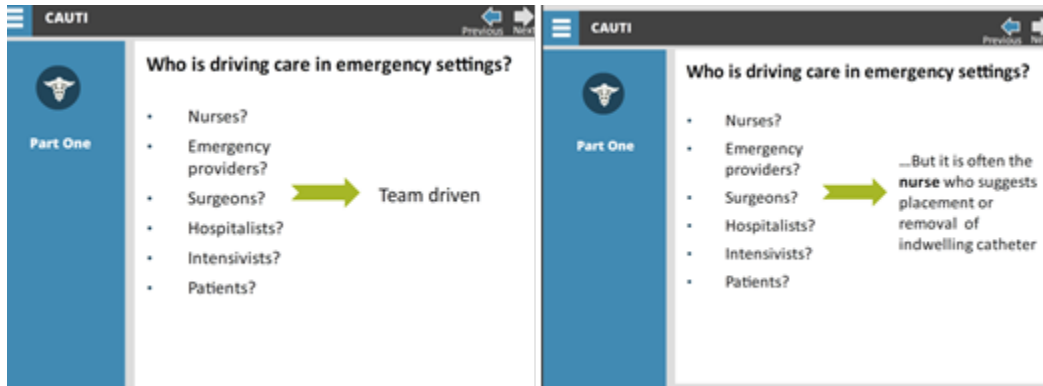 CAUTI
Previous Next
Part One
Who is driving care in emergency settings?
• Nurses?
• Emergency
providers?
• Surgeons?
• Hospitalists?
• Intensivists?
• Patients?
Team driven
CAUTI
Previous
Part One
Who is driving care in emergency settings?
• Nurses?
• Emergency
providers?
• Surgeons?
• Hospitalists?
• Intensivists?
• Patients?
...But it is often the
nurse who suggests
placement or
removal of
indwelling catheter